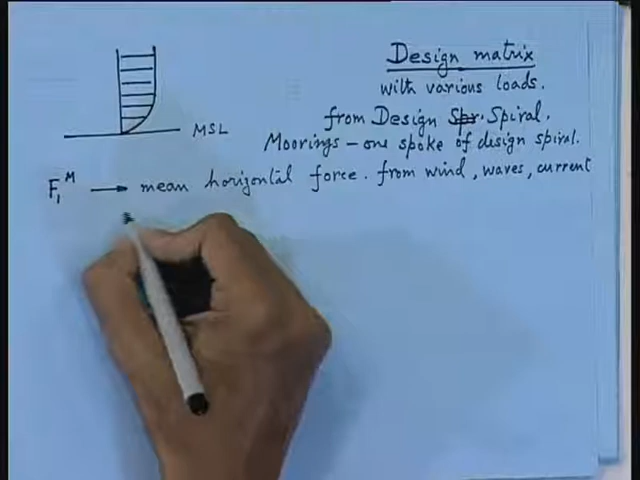 Design matrix
with various loads.
from Design Spr. Spiral.
MSL
Moorings – one spoke of design spiral.
F₁ᴹ → mean horizontal force. from wind, waves, current